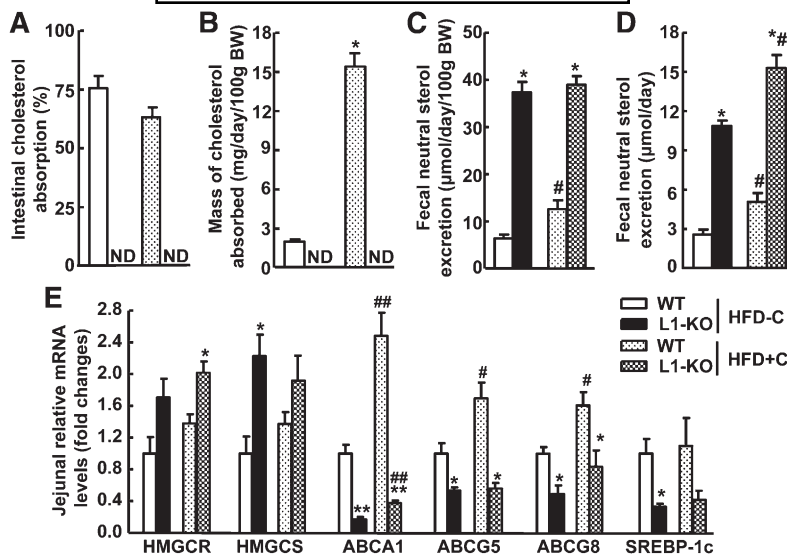 A
Intestinal cholesterol
absorption (%)
100
75
50
25
0
ND
ND
B
Mass of cholesterol
absorbed (mg/day/100g BW)
18
15
12
9
6
3
0
*
ND
ND
C
Fecal neutral sterol
excretion (µmol/day/100g BW)
50
40
30
20
10
0
*
#
*
D
Fecal neutral sterol
excretion (µmol/day)
18
15
12
9
6
3
0
*
#
*#
E
Jejunal relative mRNA
levels (fold changes)
2.8
2.4
2.0
1.6
1.2
0.8
0.4
0.0
*
*
**
##
##
**
*
#
*
*
#
*
*
HMGCR HMGCS ABCA1 ABCG5 ABCG8 SREBP-1c
WT
L1-KO
HFD-C
WT
L1-KO
HFD+C